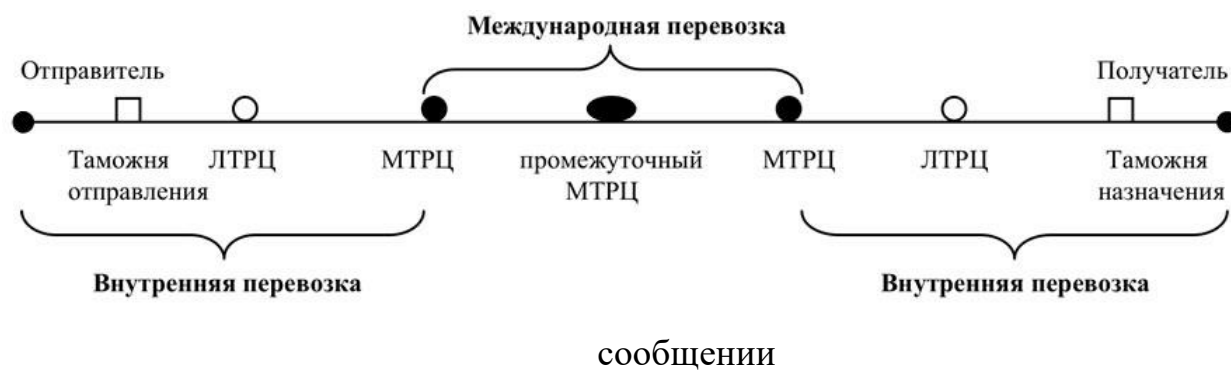 Международная перевозка
Отправитель
Получатель
Таможня отправления
ЛТРЦ
МТРЦ
промежуточный МТРЦ
МТРЦ
ЛТРЦ
Таможня назначения
Внутренняя перевозка
Внутренняя перевозка
сообщении